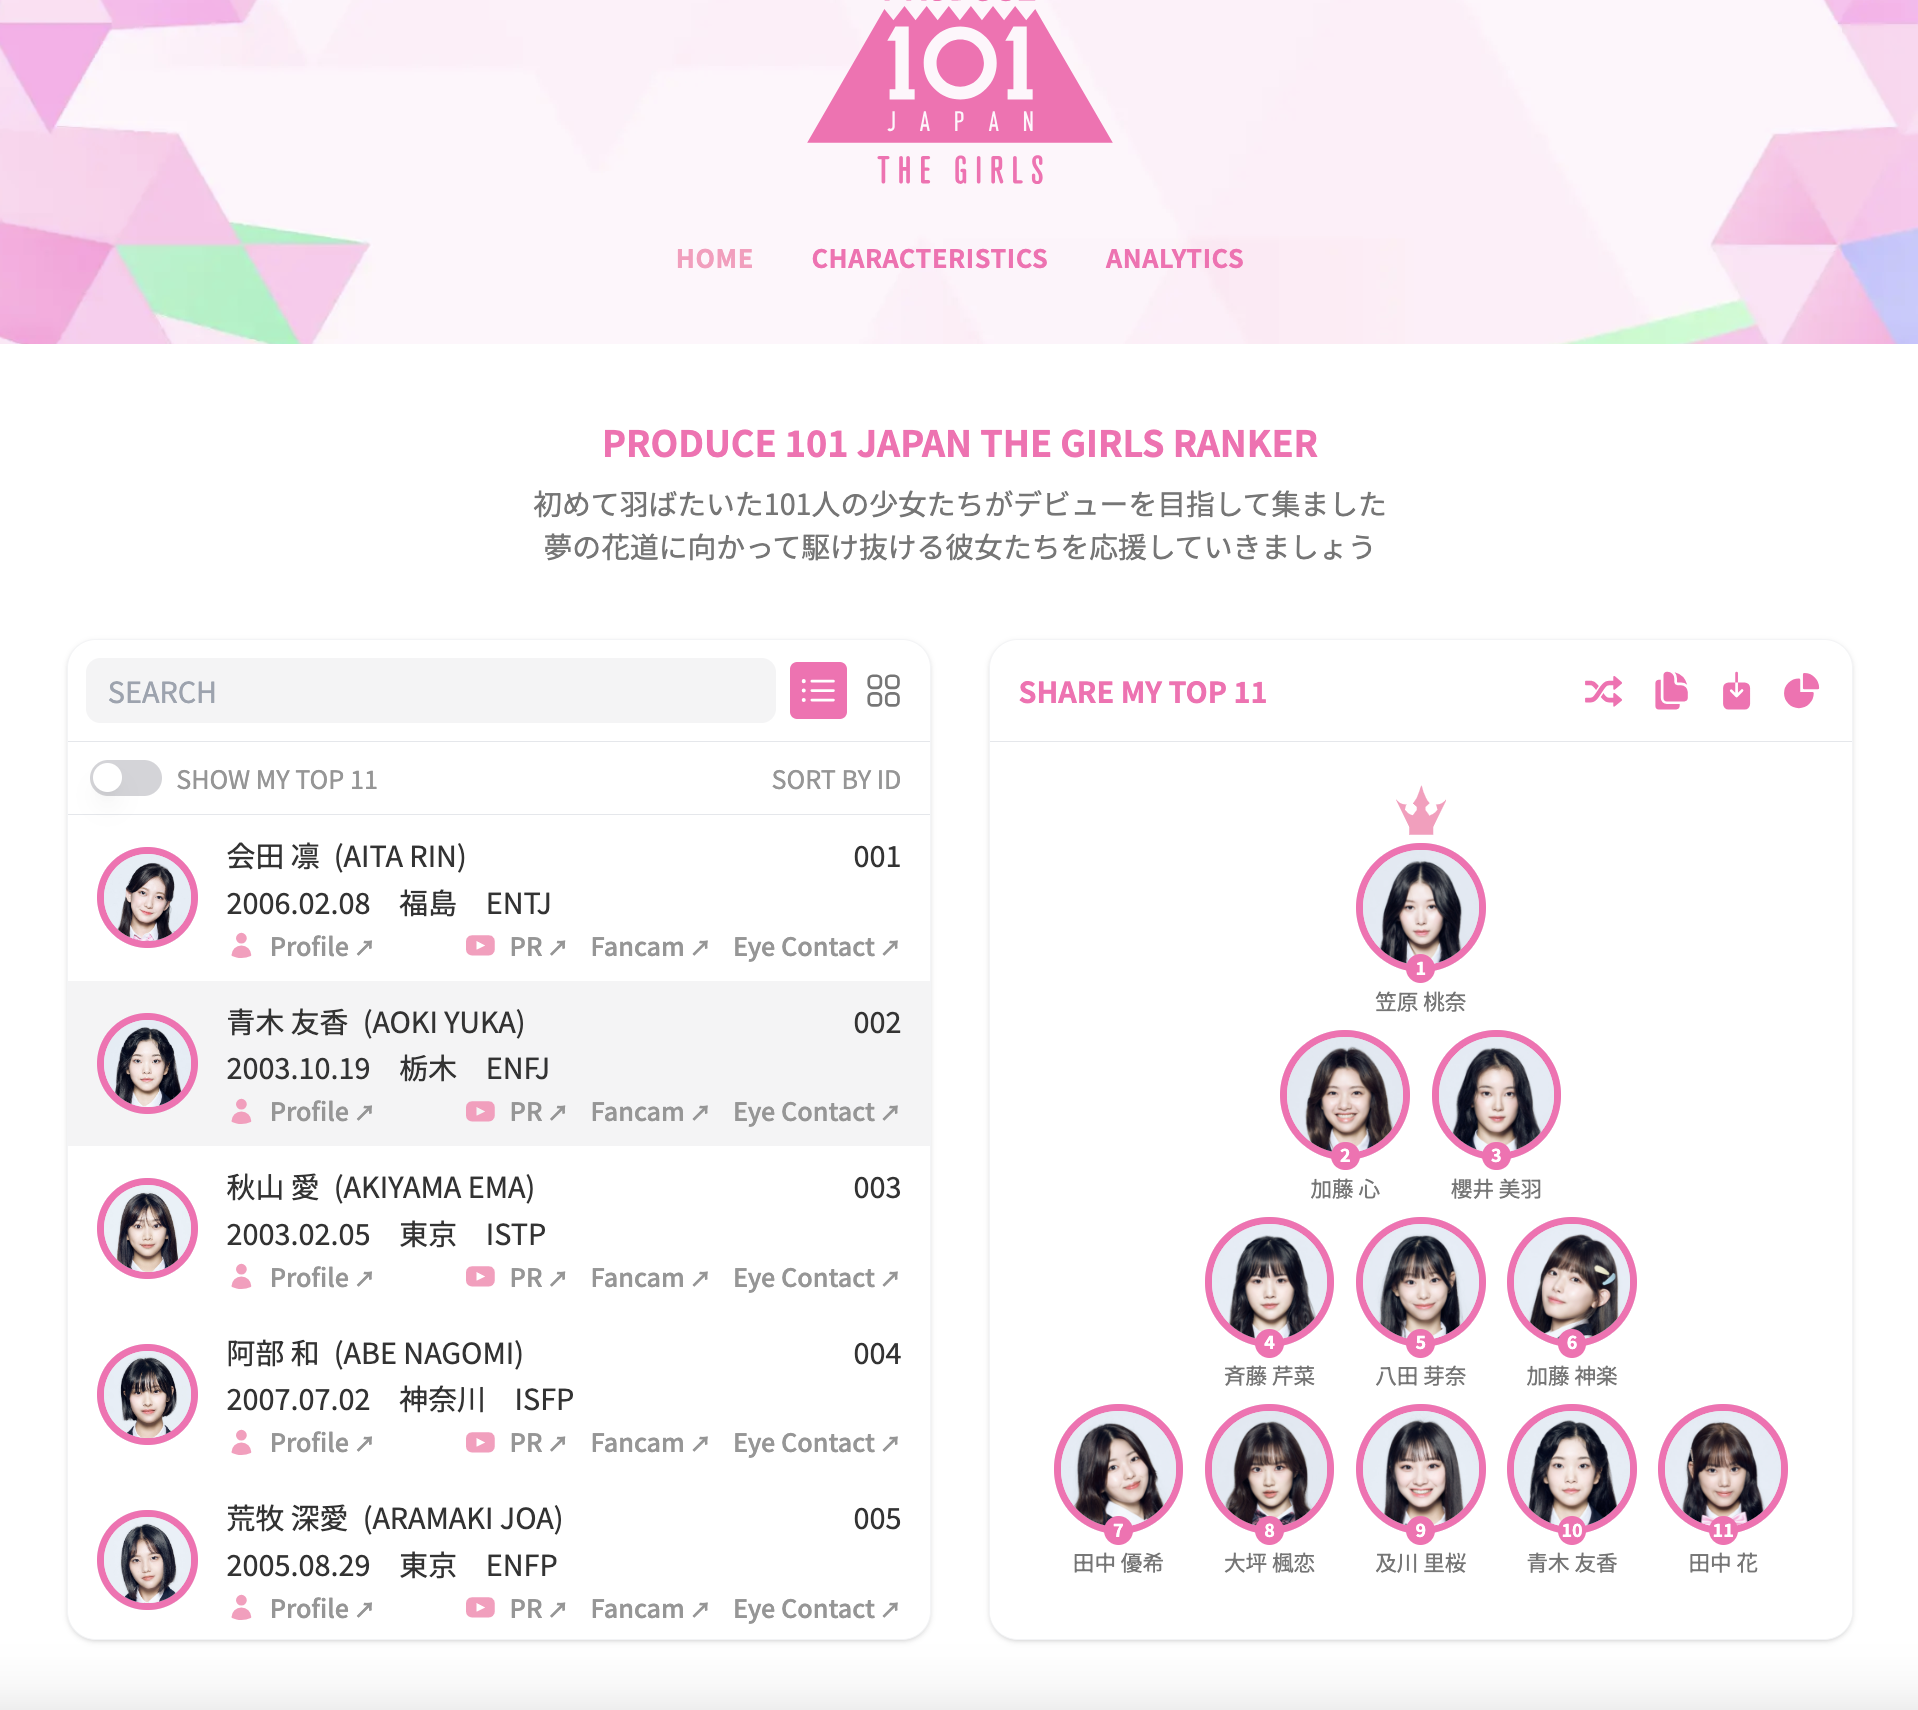 101
JAPAN
THE GIRLS
HOME CHARACTERISTICS ANALYTICS
PRODUCE 101 JAPAN THE GIRLS RANKER
初めて羽ばたいた101人の少女たちがデビューを目指して集ました
夢の花道に向かって駆け抜ける彼女たちを応援していきましょう
SEARCH
SHOW MY TOP 11 SORT BY ID
会田 凛 (AITA RIN) 001
2006.02.08 福島 ENTJ
Profile ↗ PR ↗ Fancam ↗ Eye Contact ↗
青木 友香 (AOKI YUKA) 002
2003.10.19 栃木 ENFJ
Profile ↗ PR ↗ Fancam ↗ Eye Contact ↗
秋山 愛 (AKIYAMA EMA) 003
2003.02.05 東京 ISTP
Profile ↗ PR ↗ Fancam ↗ Eye Contact ↗
阿部 和 (ABE NAGOMI) 004
2007.07.02 神奈川 ISFP
Profile ↗ PR ↗ Fancam ↗ Eye Contact ↗
荒牧 深愛 (ARAMAKI JOA) 005
2005.08.29 東京 ENFP
Profile ↗ PR ↗ Fancam ↗ Eye Contact ↗
SHARE MY TOP 11
1
笠原 桃奈
2 3
加藤 心 櫻井 美羽
4 5 6
斉藤 芹菜 八田 芽奈 加藤 神楽
7 8 9 10 11
田中 優希 大坪 楓恋 及川 里桜 青木 友香 田中 花